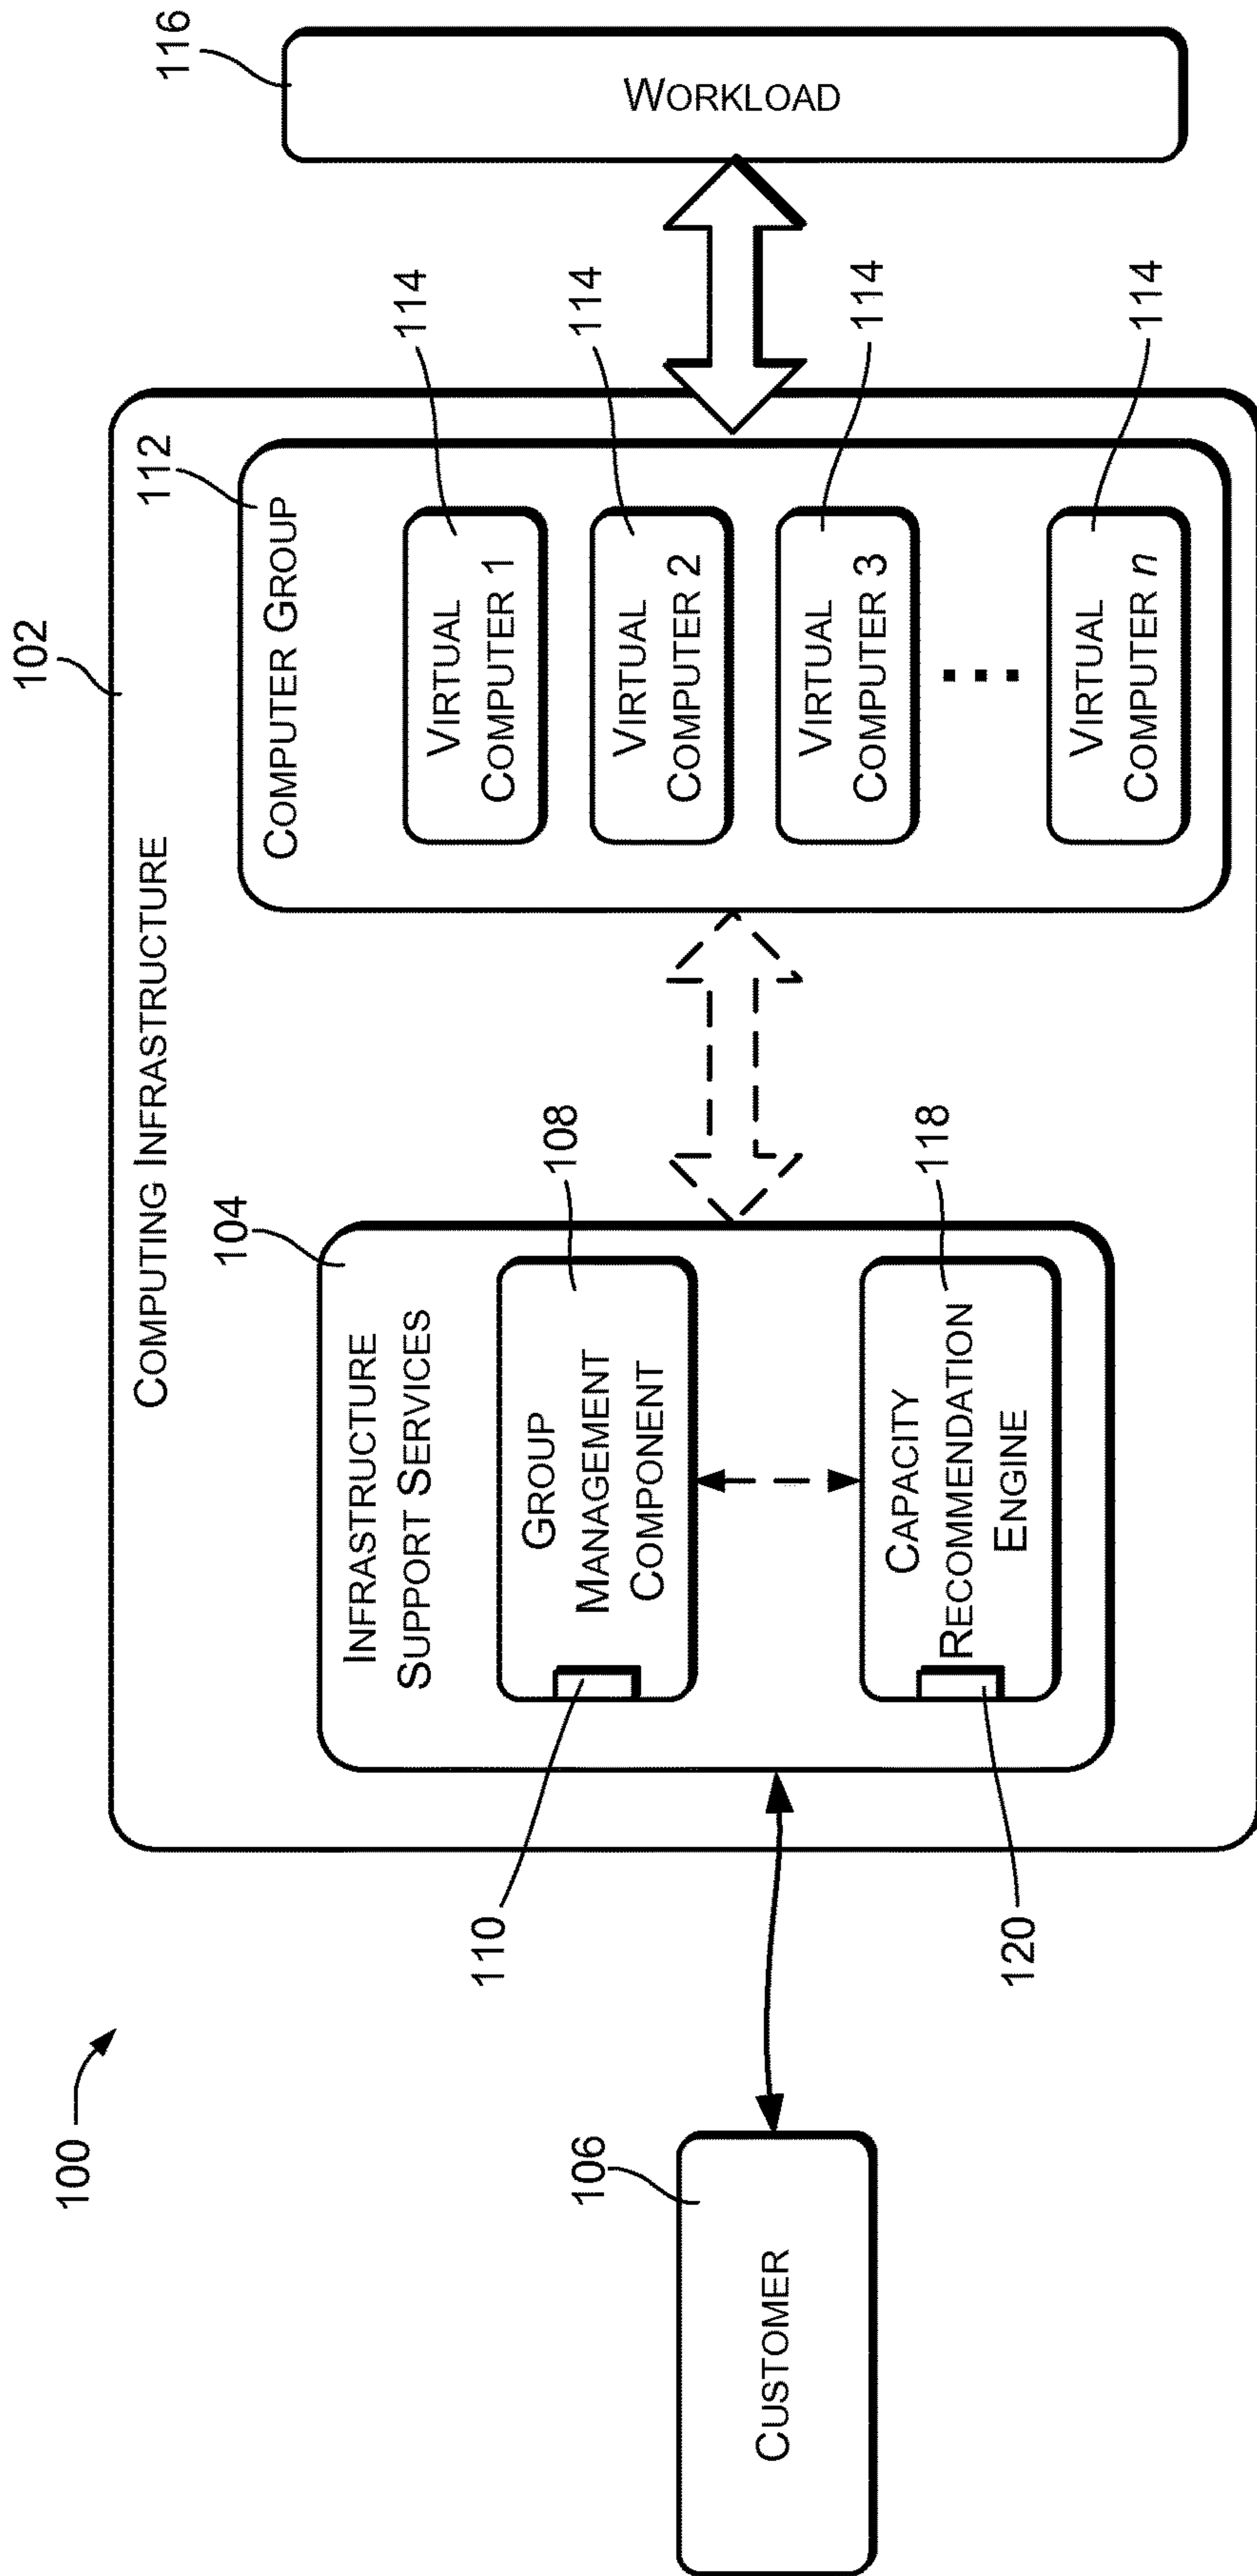 100
102
COMPUTING INFRASTRUCTURE
104
INFRASTRUCTURE
SUPPORT SERVICES
108
GROUP
MANAGEMENT
COMPONENT
110
118
CAPACITY
RECOMMENDATION
ENGINE
120
106
CUSTOMER
112
COMPUTER GROUP
114
VIRTUAL
COMPUTER 1
114
VIRTUAL
COMPUTER 2
114
VIRTUAL
COMPUTER 3
114
VIRTUAL
COMPUTER n
116
WORKLOAD